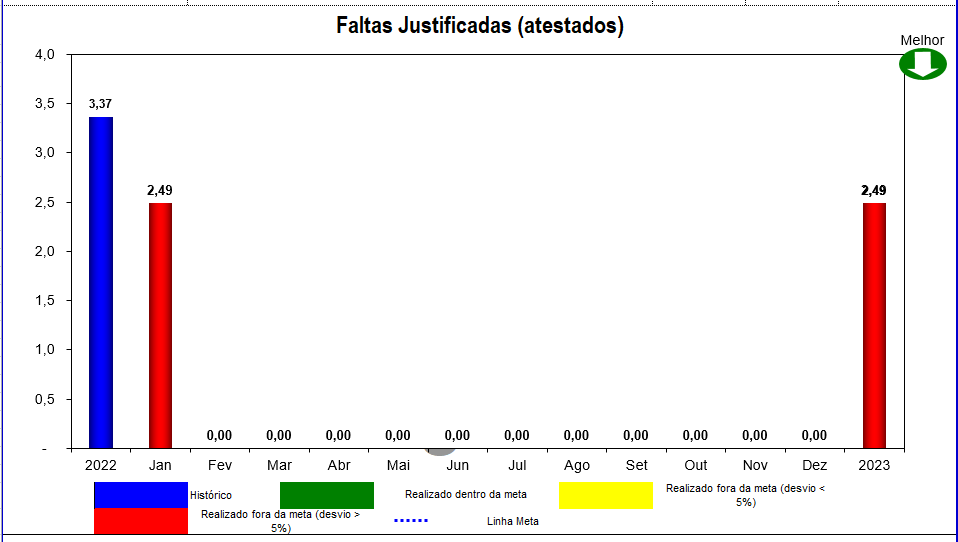 Faltas Justificadas (atestados)
Melhor
4,0
3,5
3,0
2,5
2,0
1,5
1,0
0,5
-
3,37
2,49
0,00 0,00 0,00 0,00 0,00 0,00 0,00 0,00 0,00 0,00 0,00
2,49
2022 Jan Fev Mar Abr Mai Jun Jul Ago Set Out Nov Dez 2023
Histórico
Realizado dentro da meta
Realizado fora da meta (desvio <
5%)
Realizado fora da meta (desvio >
5%)
Linha Meta